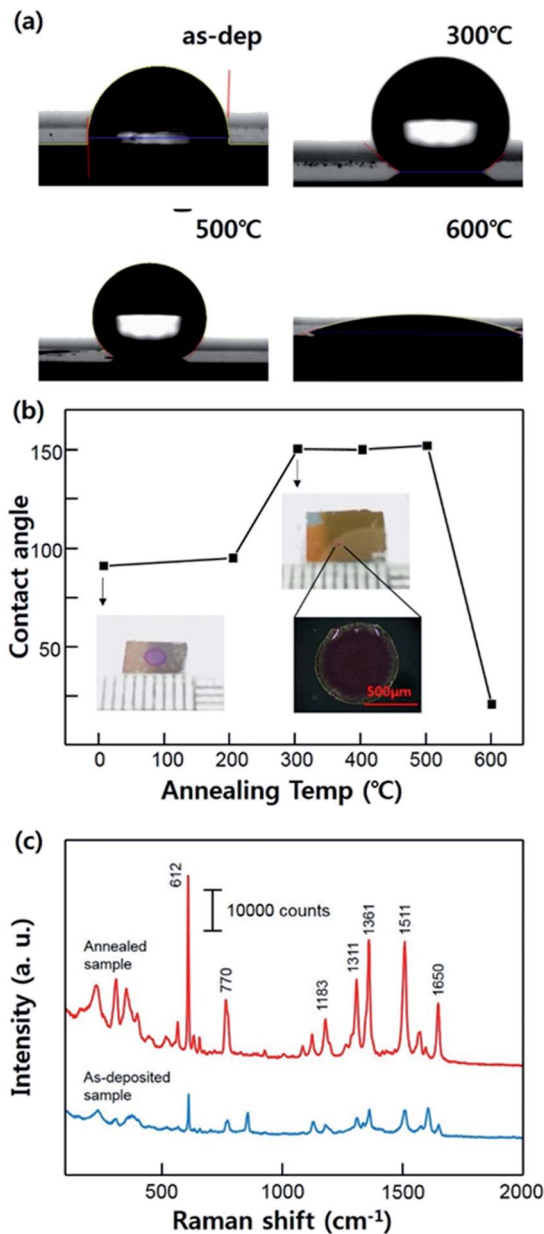 (a)
as-dep
300℃
500℃
600℃
(b)
150
100
50
Contact angle
500μm
0 100 200 300 400 500 600
Annealing Temp (℃)
(c)
612
10000 counts
770
1183
1311
1361
1511
1650
Annealed
sample
As-deposited
sample
Intensity (a. u.)
500 1000 1500 2000
Raman shift (cm⁻¹)